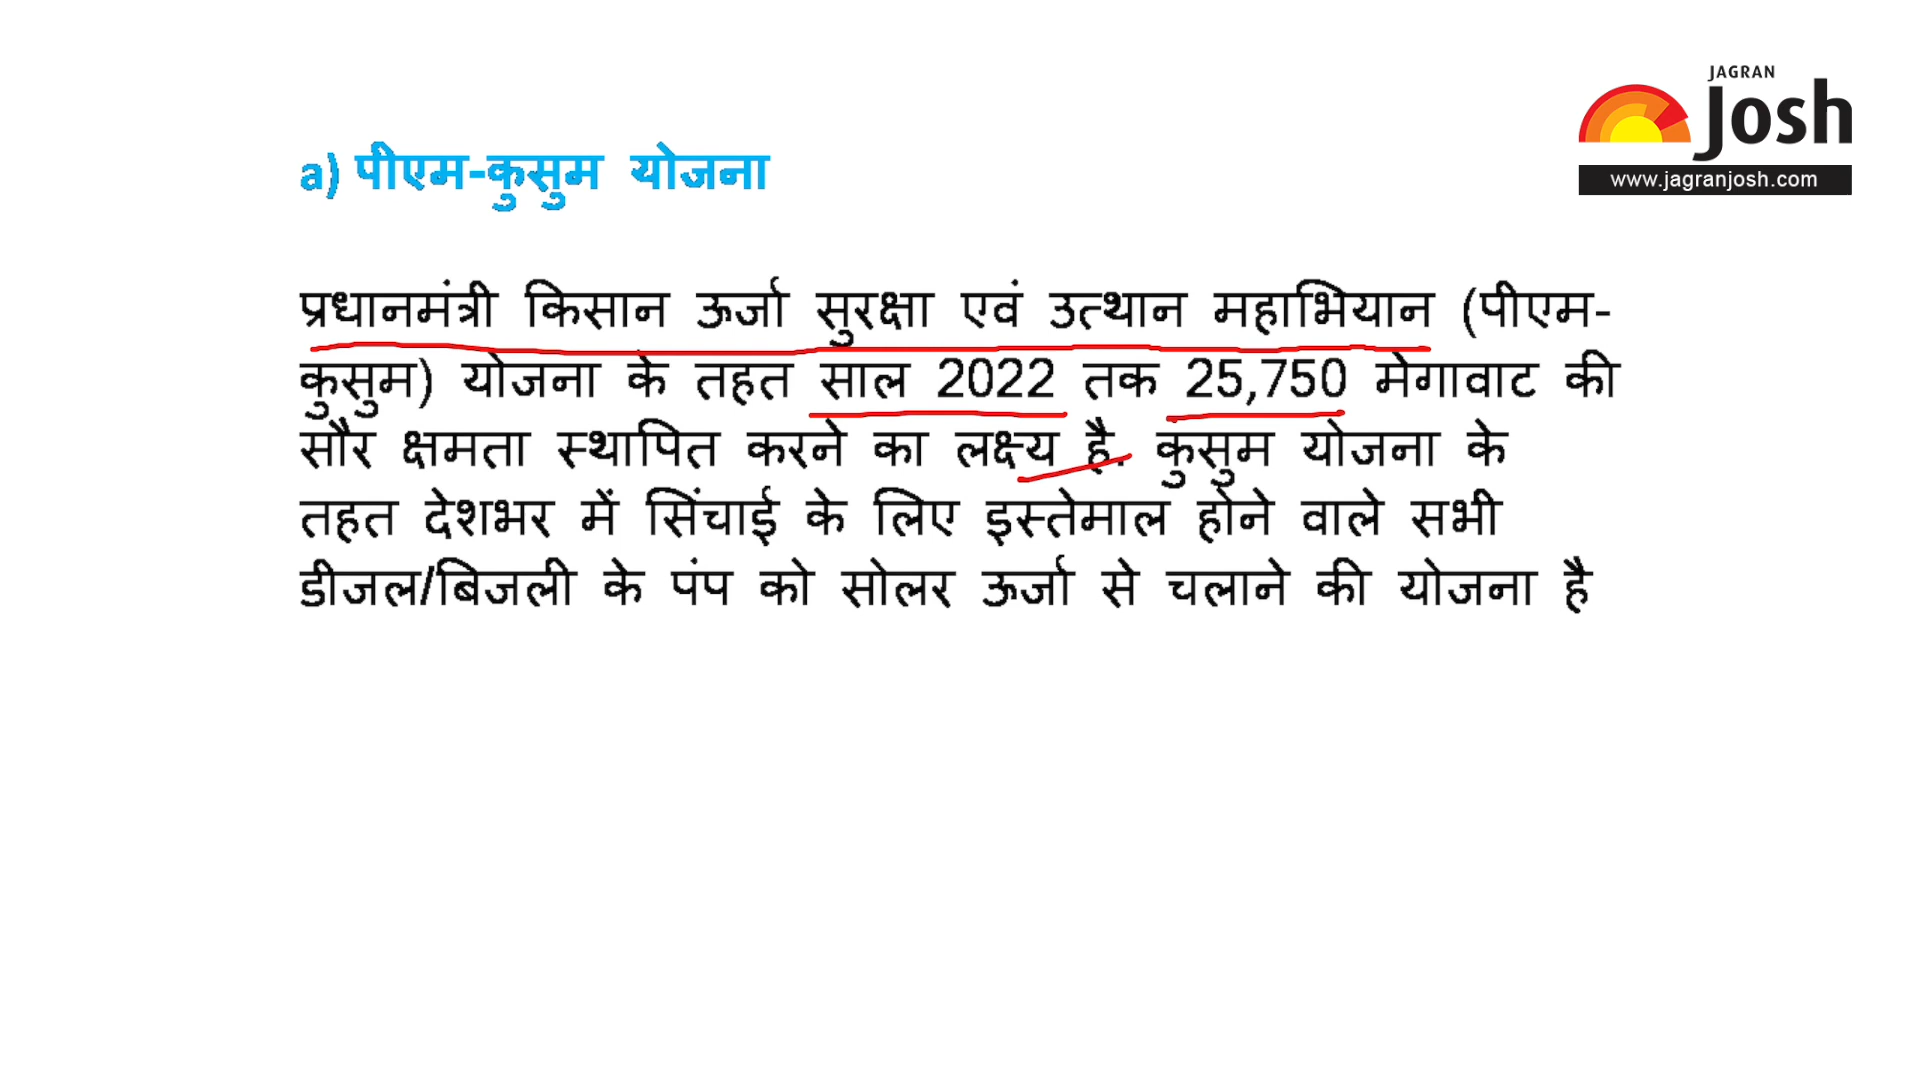 JAGRAN
Josh
www.jagranjosh.com
a) पीएम-कुसुम योजना
प्रधानमंत्री किसान ऊर्जा सुरक्षा एवं उत्थान महाभियान (पीएम-
कुसुम) योजना के तहत साल 2022 तक 25,750 मेगावाट की
सौर क्षमता स्थापित करने का लक्ष्य है. कुसुम योजना के
तहत देशभर में सिंचाई के लिए इस्तेमाल होने वाले सभी
डीजल/बिजली के पंप को सोलर ऊर्जा से चलाने की योजना है